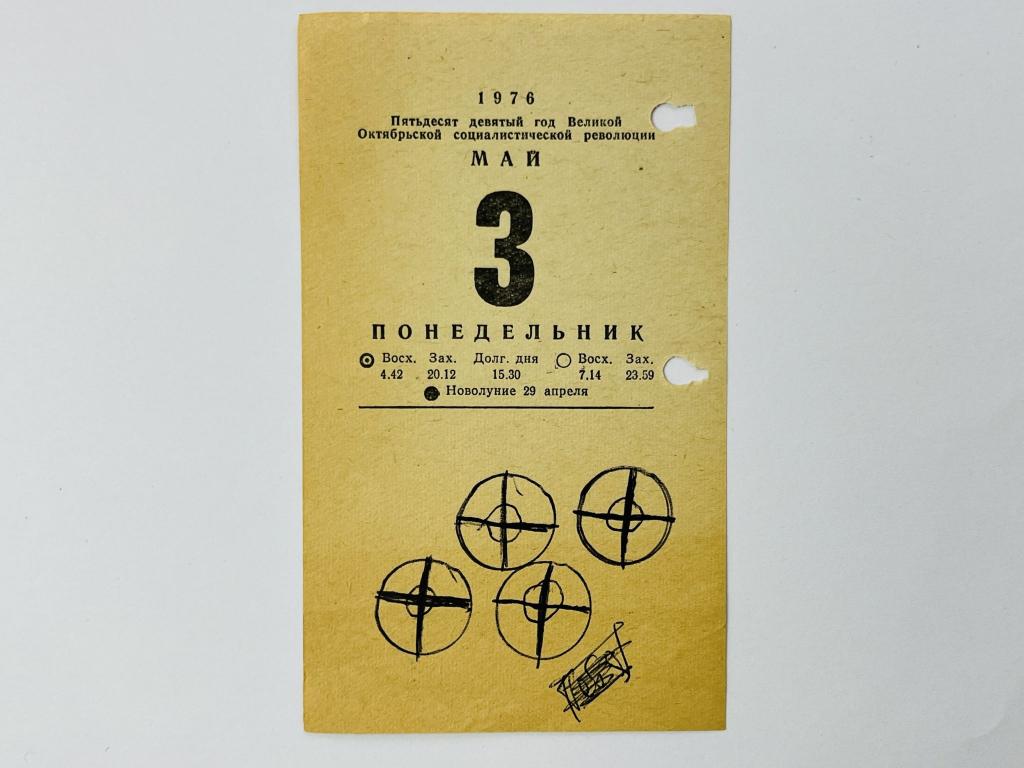 1976
Пятьдесят девятый год Великой
Октябрьской социалистической революции
МАЙ
3
ПОНЕДЕЛЬНИК
Восх. Зах. Долг. дня Восх. Зах.
4.42 20.12 15.30 7.14 23.59
Новолуние 29 апреля